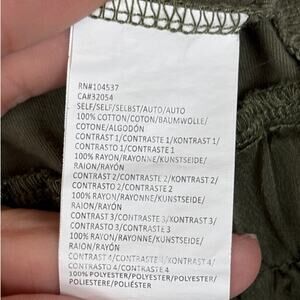 RN#104537
CA#32054
SELF/SELF/SELBST/AUTO/AUTO
100% COTTON/COTON/BAUMWOLLE/
COTONE/ALGODÓN
CONTRAST 1/CONTRASTE 1/KONTRAST 1/
CONTRASTO 1/CONTRASTE 1
100% RAYON/RAYONNE/KUNSTSEIDE/
RAION/RAYÓN
CONTRAST 2/CONTRASTE 2/KONTRAST 2/
CONTRASTO 2/CONTRASTE 2
100% RAYON/RAYONNE/KUNSTSEIDE/
RAION/RAYÓN
CONTRAST 3/CONTRASTE 3/KONTRAST 3/
CONTRASTO 3/CONTRASTE 3
100% RAYON/RAYONNE/KUNSTSEIDE/
RAION/RAYÓN
CONTRAST 4/CONTRASTE 4/KONTRAST 4/
CONTRASTO 4/CONTRASTE 4
100% POLYESTER/POLYESTER/POLYESTER/
POLIESTERE/POLIÉSTER